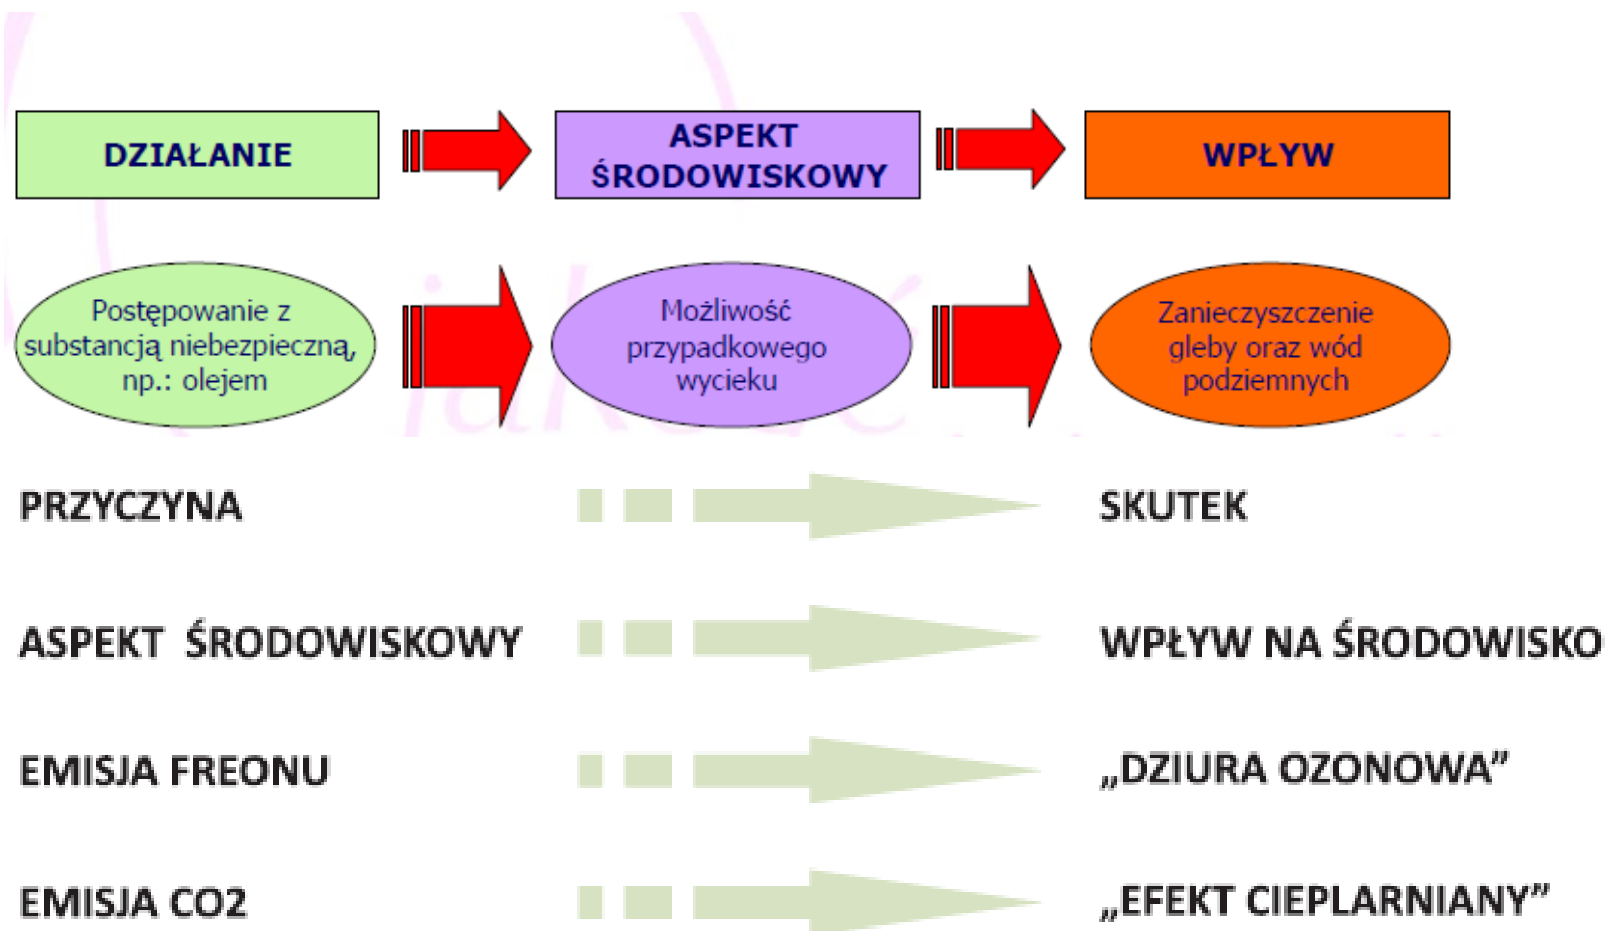 DZIAŁANIE
ASPEKT
ŚRODOWISKOWY
WPŁYW
Postępowanie z
substancją niebezpieczną,
np.: olejem
Możliwość
przypadkowego
wycieku
Zanieczyszczenie
gleby oraz wód
podziemnych
PRZYCZYNA
SKUTEK
ASPEKT ŚRODOWISKOWY
WPŁYW NA ŚRODOWISKO
EMISJA FREONU
„DZIURA OZONOWA”
EMISJA CO2
„EFEKT CIEPLARNIANY”